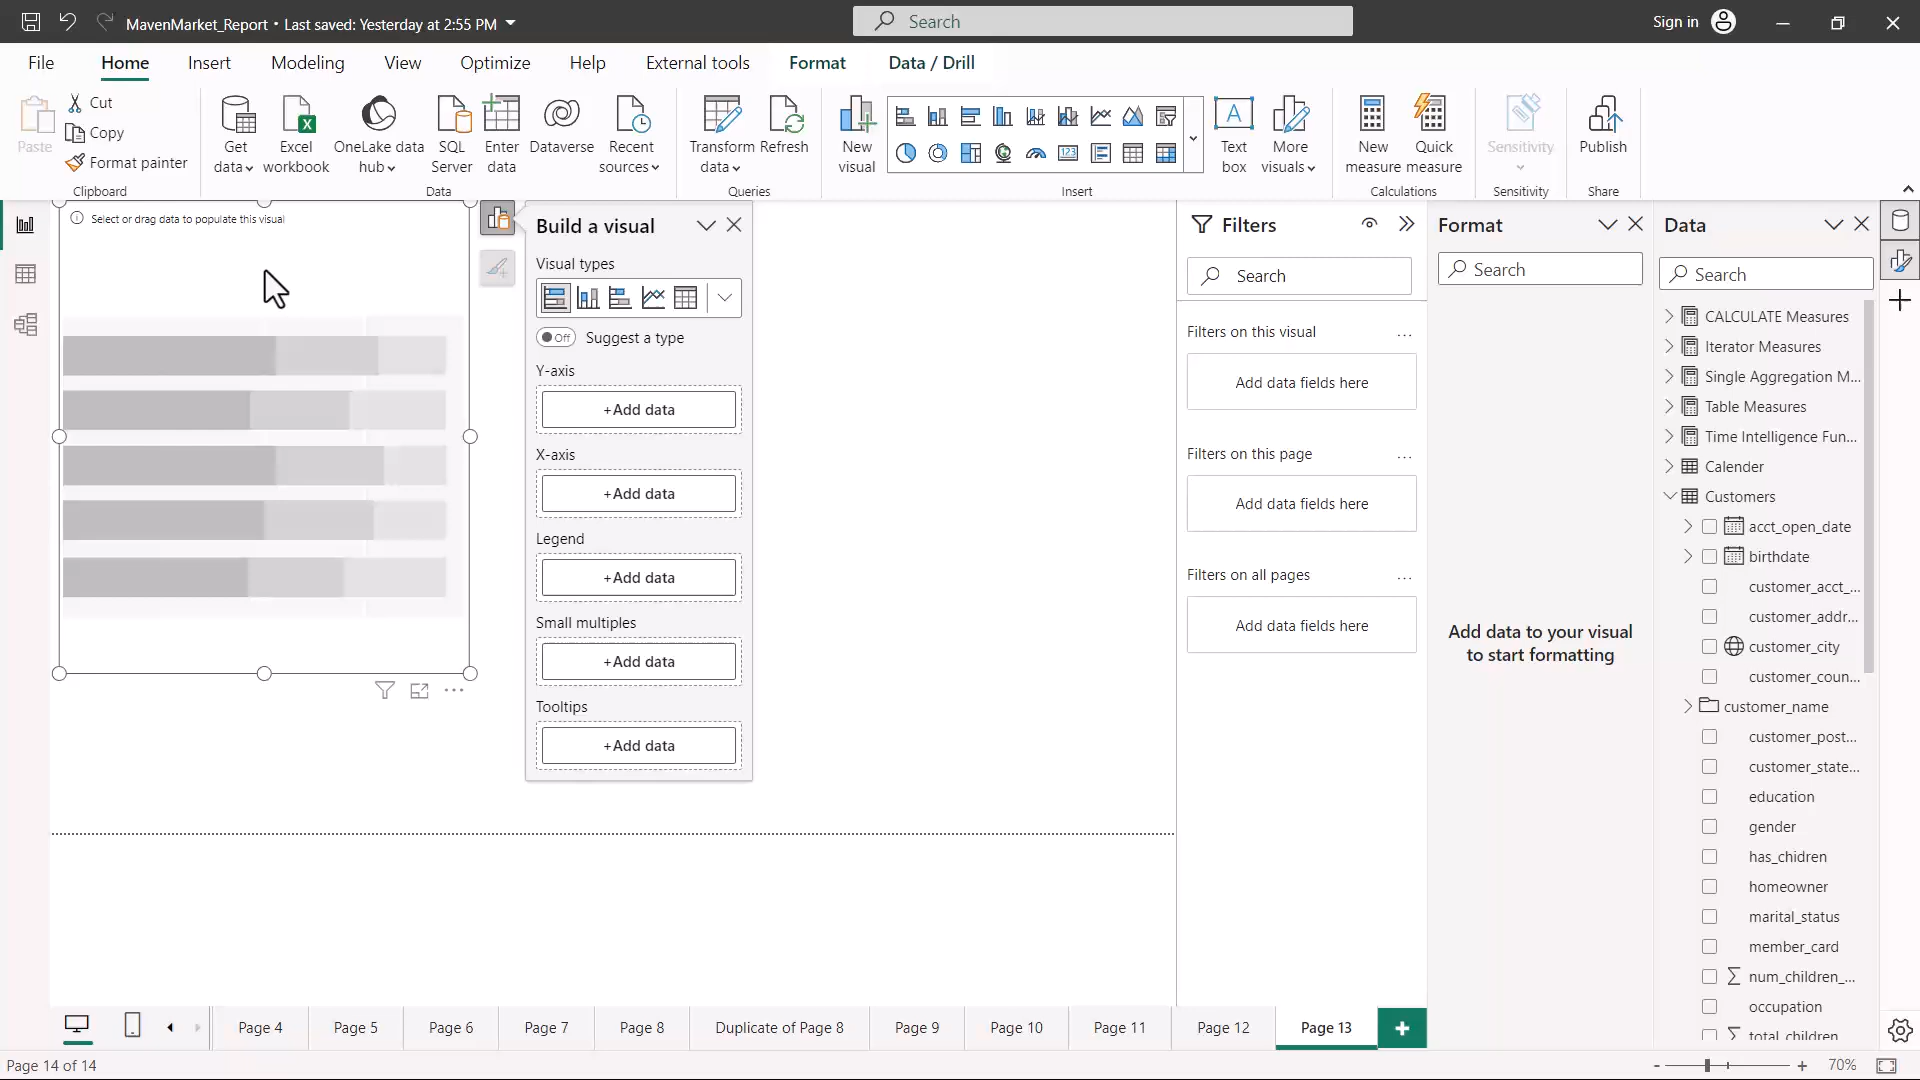 MavenMarket_Report • Last saved: Yesterday at 2:55 PM
Search
Sign in
File
Home
Insert
Modeling
View
Optimize
Help
External tools
Format
Data / Drill
Paste
Cut
Copy
Format painter
Clipboard
Get
data
Excel
workbook
OneLake data
hub
SQL
Server
Enter
data
Dataverse
Recent
sources
Data
Transform
data
Refresh
Queries
New
visual
Text
box
More
visuals
Insert
New
measure
Quick
measure
Calculations
Sensitivity
Sensitivity
Publish
Share
Select or drag data to populate this visual
Build a visual
Visual types
Off
Suggest a type
Y-axis
+Add data
X-axis
+Add data
Legend
+Add data
Small multiples
+Add data
Tooltips
+Add data
Filters
Search
Filters on this visual
...
Add data fields here
Filters on this page
...
Add data fields here
Filters on all pages
...
Add data fields here
Format
Search
Add data to your visual
to start formatting
Data
Search
CALCULATE Measures
Iterator Measures
Single Aggregation M...
Table Measures
Time Intelligence Fun...
Calender
Customers
acct_open_date
birthdate
customer_acct_...
customer_addr...
customer_city
customer_coun...
customer_name
customer_post...
customer_state...
education
gender
has_chidren
homeowner
marital_status
member_card
num_children_...
occupation
total_children
Page 4
Page 5
Page 6
Page 7
Page 8
Duplicate of Page 8
Page 9
Page 10
Page 11
Page 12
Page 13
Page 14 of 14
70%